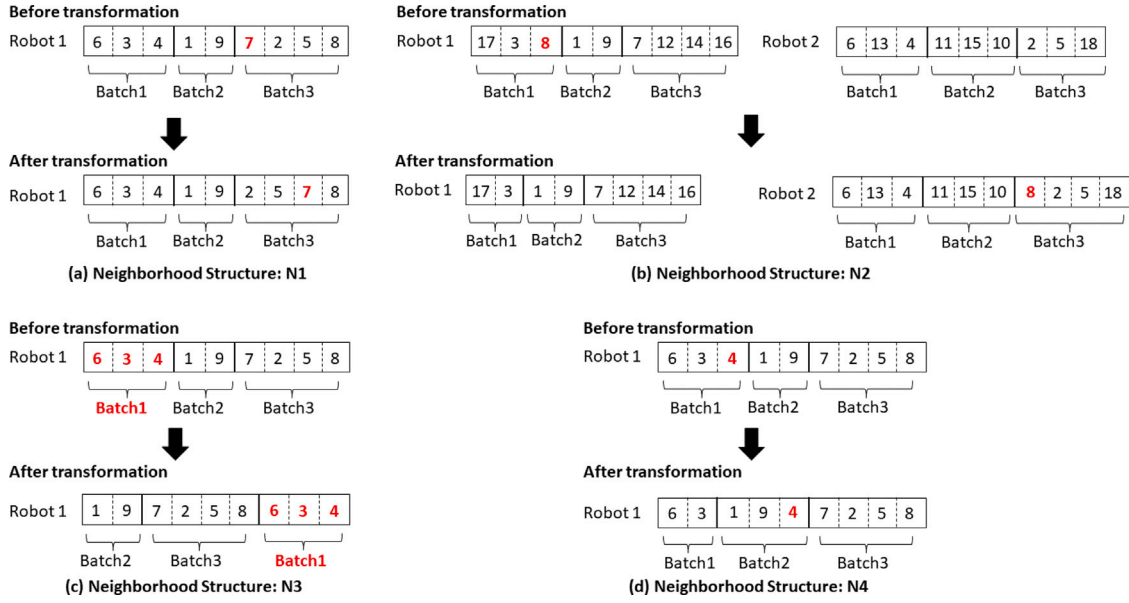 Before transformation
Robot 1 6 3 4 1 9 7 2 5 8
Batch1 Batch2 Batch3
After transformation
Robot 1 6 3 4 1 9 2 5 7 8
Batch1 Batch2 Batch3
(a) Neighborhood Structure: N1
Before transformation
Robot 1 17 3 8 1 9 7 12 14 16 Robot 2 6 13 4 11 15 10 2 5 18
Batch1 Batch2 Batch3 Batch1 Batch2 Batch3
After transformation
Robot 1 17 3 1 9 7 12 14 16 Robot 2 6 13 4 11 15 10 8 2 5 18
Batch1 Batch2 Batch3 Batch1 Batch2 Batch3
(b) Neighborhood Structure: N2
Before transformation
Robot 1 6 3 4 1 9 7 2 5 8
Batch1 Batch2 Batch3
After transformation
Robot 1 1 9 7 2 5 8 6 3 4
Batch2 Batch3 Batch1
(c) Neighborhood Structure: N3
Before transformation
Robot 1 6 3 4 1 9 7 2 5 8
Batch1 Batch2 Batch3
After transformation
Robot 1 6 3 1 9 4 7 2 5 8
Batch1 Batch2 Batch3
(d) Neighborhood Structure: N4